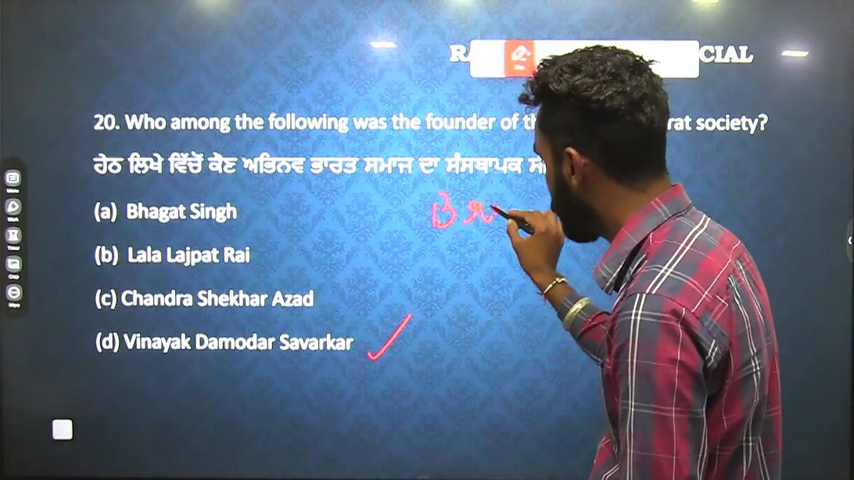 CIAL
20. Who among the following was the founder of rat society?
ਹੇਠ ਲਿਖੇ ਵਿੱਚੋਂ ਕੌਣ ਅਭਿਨਵ ਭਾਰਤ ਸਮਾਜ ਦਾ ਸੰਸਥਾਪਕ
(a) Bhagat Singh
(b) Lala Lajpat Rai
(c) Chandra Shekhar Azad
(d) Vinayak Damodar Savarkar